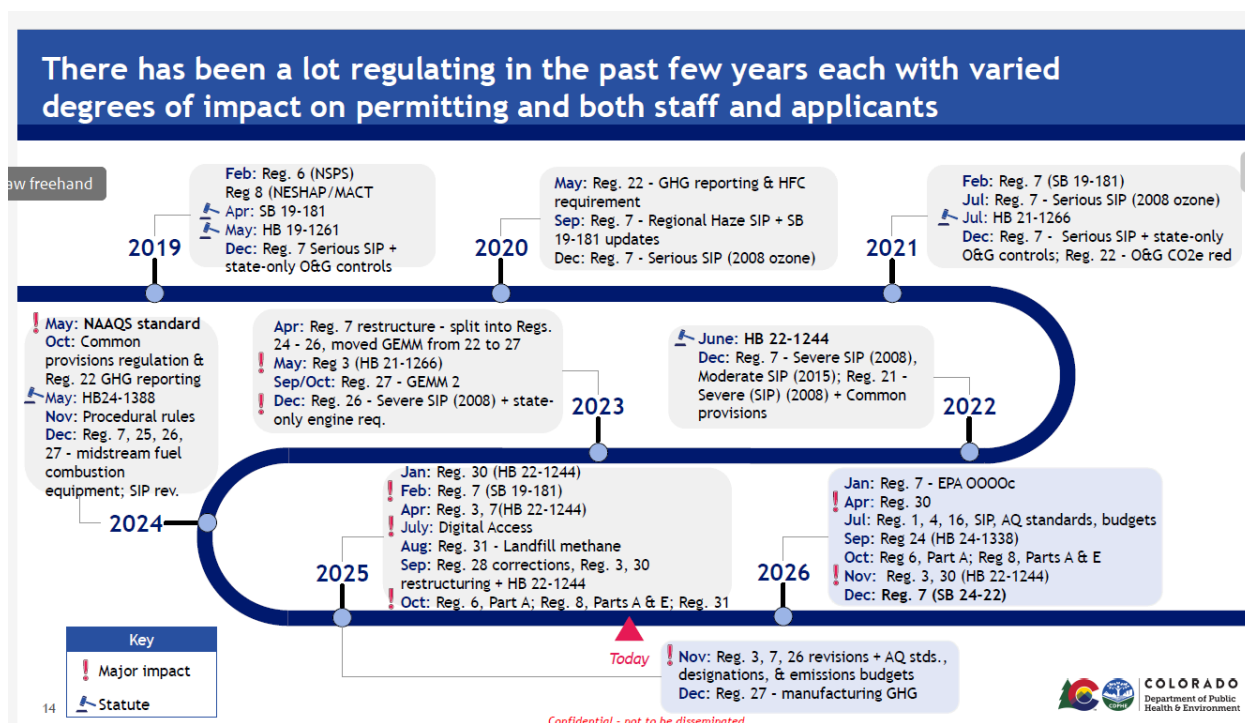 There has been a lot regulating in the past few years each with varied
degrees of impact on permitting and both staff and applicants
aw freehand
Feb: Reg. 6 (NSPS)
Reg 8 (NESHAP/MACT
Apr: SB 19-181
May: HB 19-1261
Dec: Reg. 7 Serious SIP +
state-only O&G controls
2019
May: Reg. 22 - GHG reporting & HFC
requirement
Sep: Reg. 7 - Regional Haze SIP + SB
19-181 updates
Dec: Reg. 7 - Serious SIP (2008 ozone)
2020
Feb: Reg. 7 (SB 19-181)
Jul: Reg. 7 - Serious SIP (2008 ozone)
Jul: HB 21-1266
Dec: Reg. 7 - Serious SIP + state-only
O&G controls; Reg. 22 - O&G CO2e red
2021
June: HB 22-1244
Dec: Reg. 7 - Severe SIP (2008),
Moderate SIP (2015); Reg. 21 -
Severe (SIP) (2008) + Common
provisions
2022
Apr: Reg. 7 restructure - split into Regs.
24 - 26, moved GEMM from 22 to 27
May: Reg 3 (HB 21-1266)
Sep/Oct: Reg. 27 - GEMM 2
Dec: Reg. 26 - Severe SIP (2008) + state-
only engine req.
2023
May: NAAQS standard
Oct: Common
provisions regulation &
Reg. 22 GHG reporting
May: HB24-1388
Nov: Procedural rules
Dec: Reg. 7, 25, 26,
27 - midstream fuel
combustion
equipment; SIP rev.
2024
Jan: Reg. 30 (HB 22-1244)
Feb: Reg. 7 (SB 19-181)
Apr: Reg. 3, 7(HB 22-1244)
July: Digital Access
Aug: Reg. 31 - Landfill methane
Sep: Reg. 28 corrections, Reg. 3, 30
restructuring + HB 22-1244
Oct: Reg. 6, Part A; Reg. 8, Parts A & E; Reg. 31
2025
Jan: Reg. 7 - EPA OOOOc
Apr: Reg. 30
Jul: Reg. 1, 4, 16, SIP, AQ standards, budgets
Sep: Reg 24 (HB 24-1338)
Oct: Reg 6, Part A; Reg 8, Parts A & E
Nov: Reg. 3, 30 (HB 22-1244)
Dec: Reg. 7 (SB 24-22)
2026
Today
Nov: Reg. 3, 7, 26 revisions + AQ stds.,
designations, & emissions budgets
Dec: Reg. 27 - manufacturing GHG
Key
! Major impact
Statute
14
Confidential - not to be disseminated
CDPHE
COLORADO
Department of Public
Health & Environment